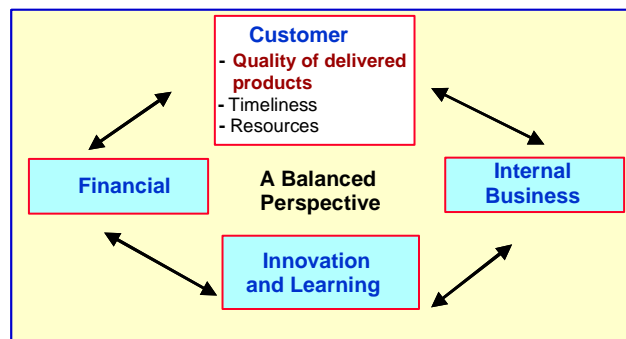 Customer
- Quality of delivered
products
- Timeliness
- Resources
Financial
A Balanced
Perspective
Internal
Business
Innovation
and Learning